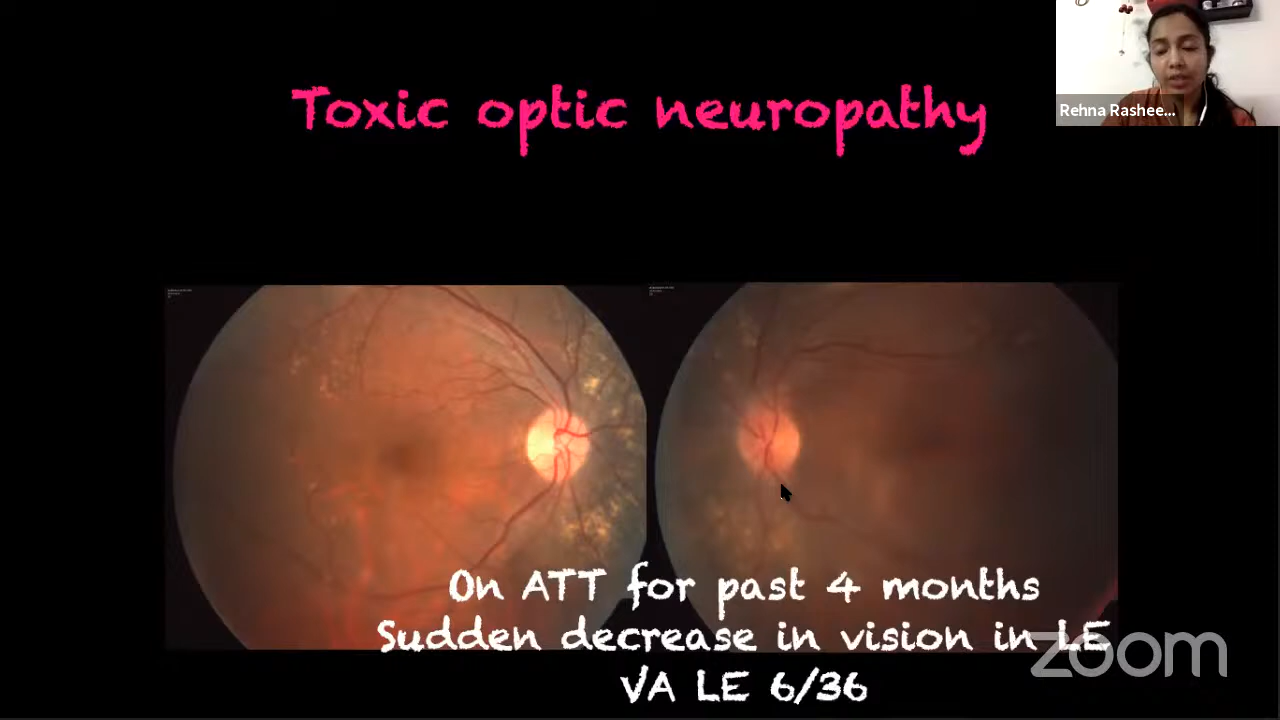 Toxic optic neuropathy
Rehna Rashee...
On ATT for past 4 months
Sudden decrease in vision in LE
VA LE 6/36
zoom